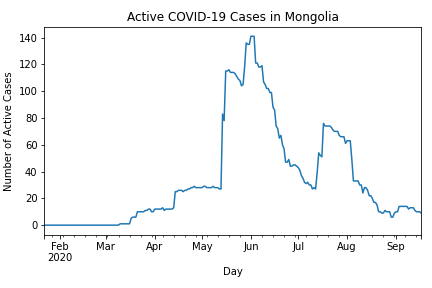 Active COVID-19 Cases in Mongolia
Number of Active Cases
140
120
100
80
60
40
20
0
Feb Mar Apr May Jun Jul Aug Sep
2020
Day